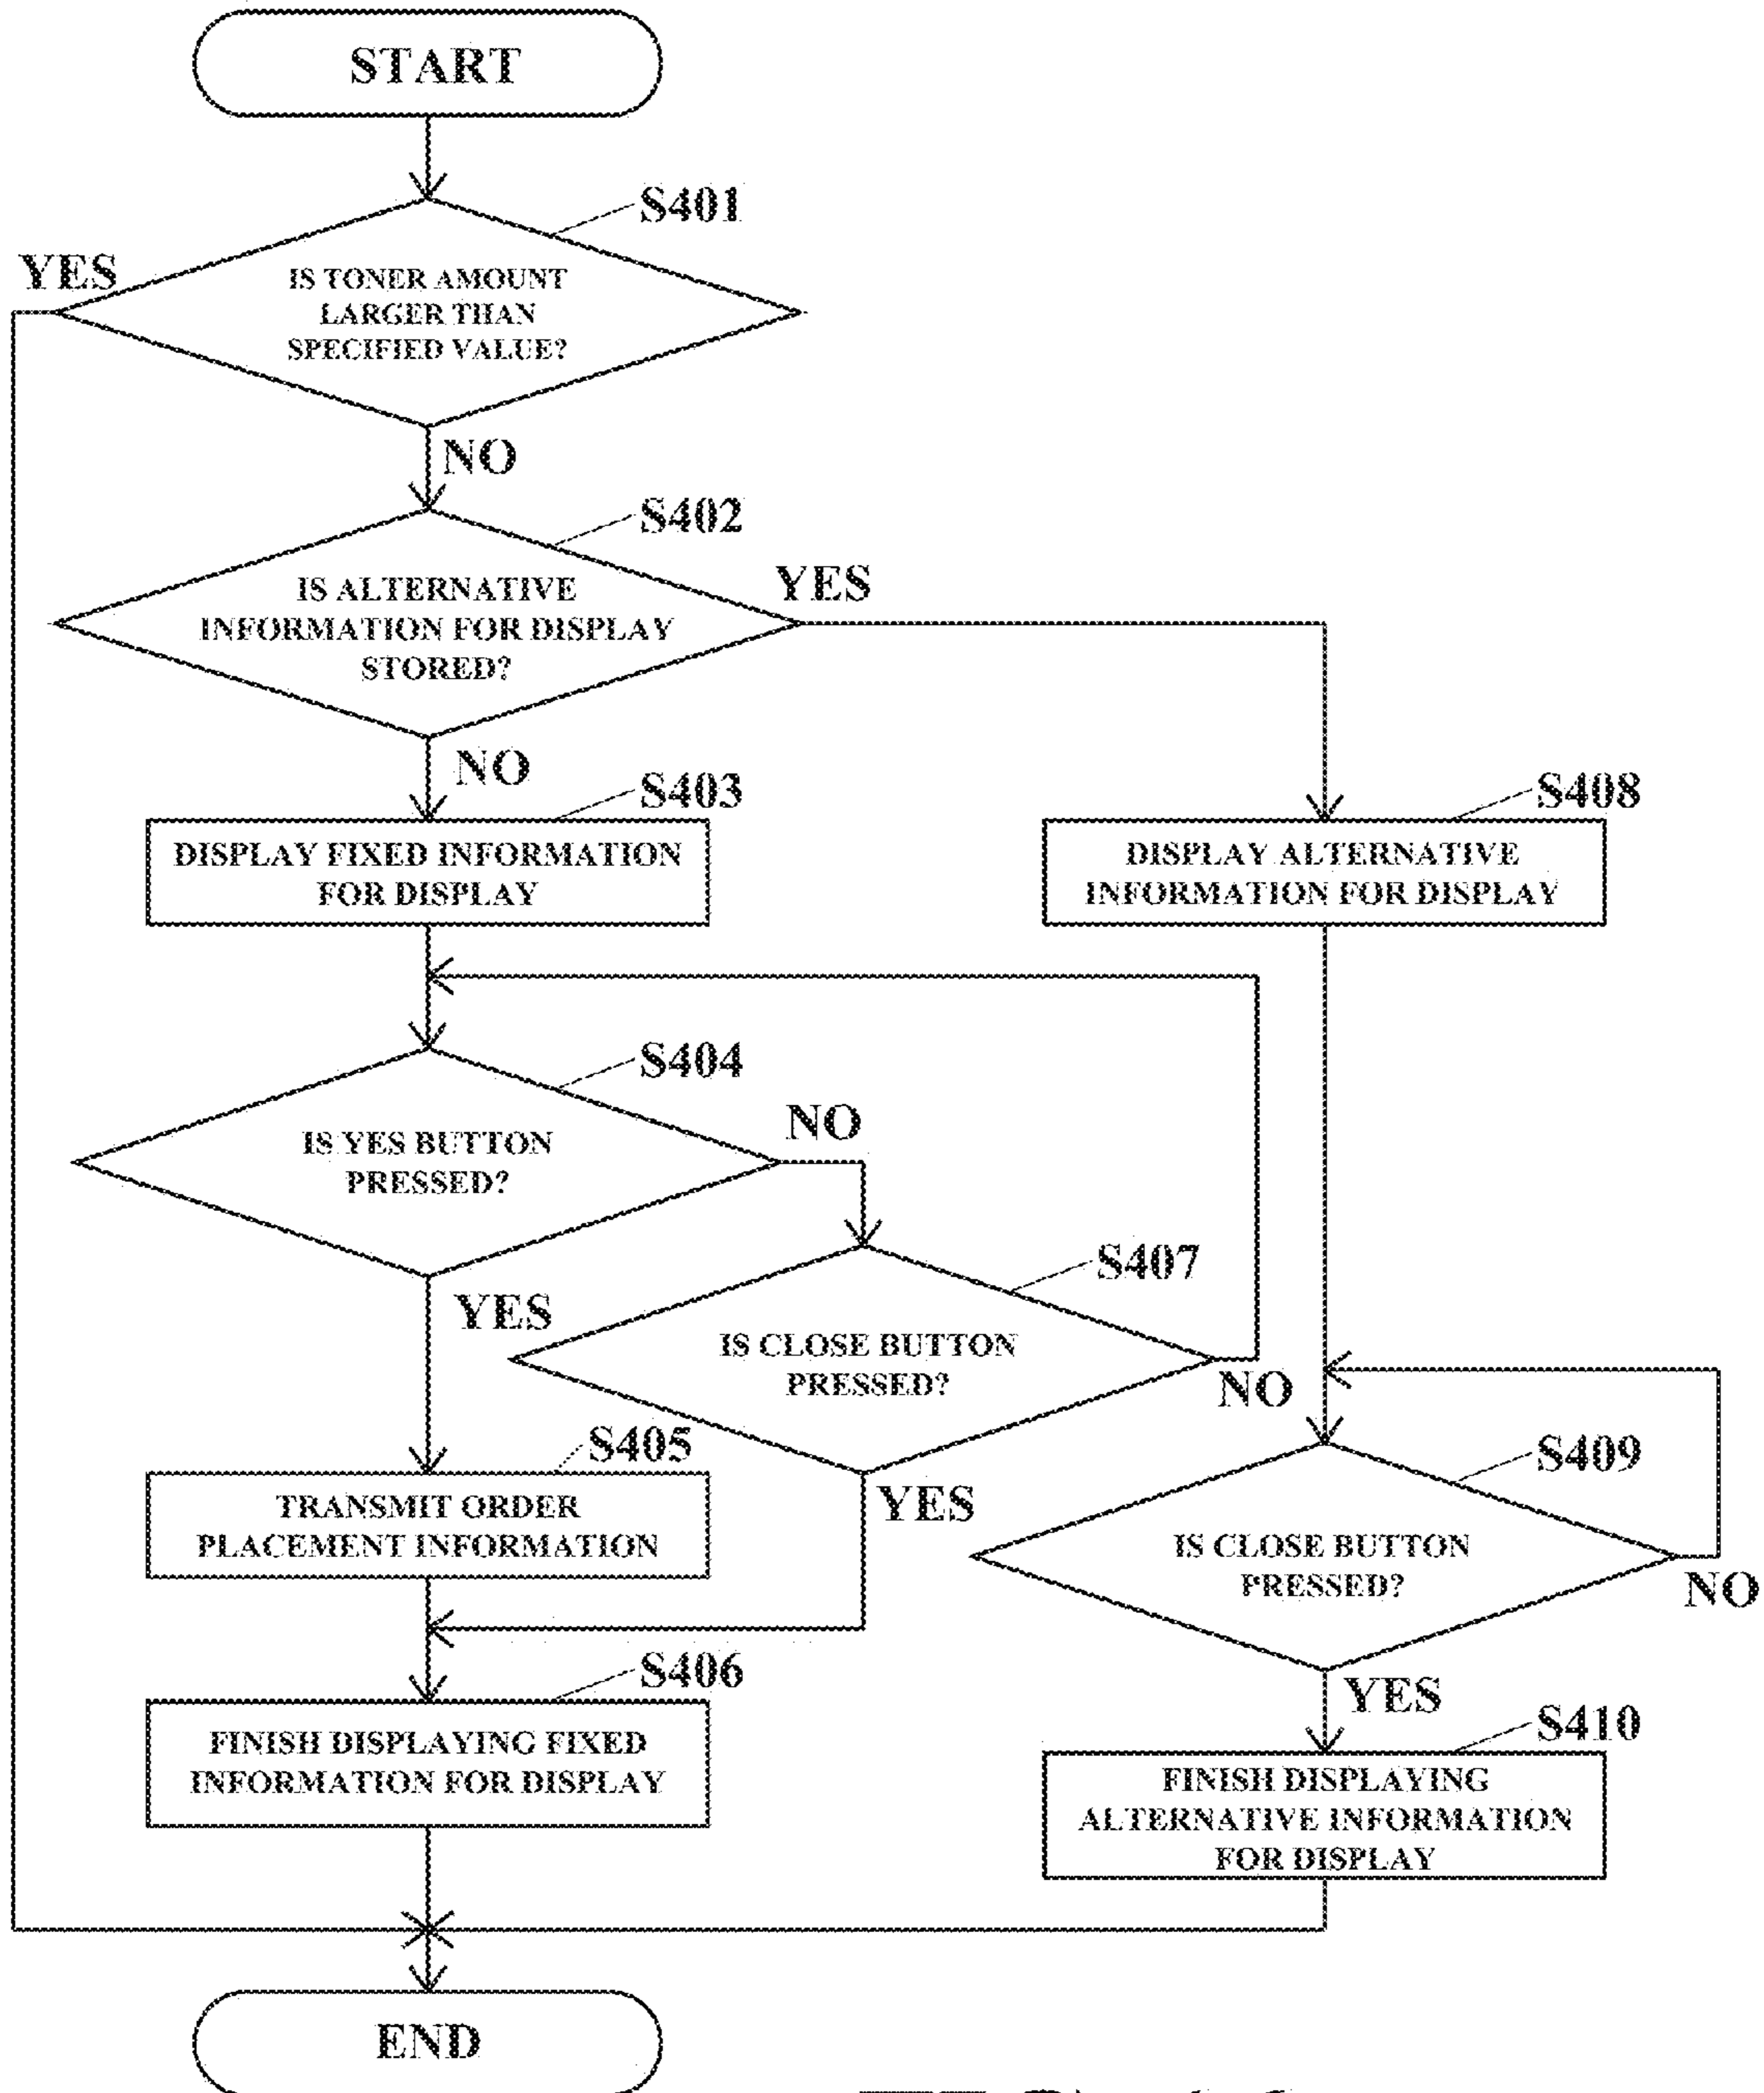 START
S401
YES
IS TONER AMOUNT
LARGER THAN
SPECIFIED VALUE?
NO
S402
YES
IS ALTERNATIVE
INFORMATION FOR DISPLAY
STORED?
NO
S403
DISPLAY FIXED INFORMATION
FOR DISPLAY
S408
DISPLAY ALTERNATIVE
INFORMATION FOR DISPLAY
S404
NO
IS YES BUTTON
PRESSED?
YES
S407
IS CLOSE BUTTON
PRESSED?
NO
YES
S405
TRANSMIT ORDER
PLACEMENT INFORMATION
S409
IS CLOSE BUTTON
PRESSED?
NO
YES
S406
FINISH DISPLAYING FIXED
INFORMATION FOR DISPLAY
S410
FINISH DISPLAYING
ALTERNATIVE INFORMATION
FOR DISPLAY
END